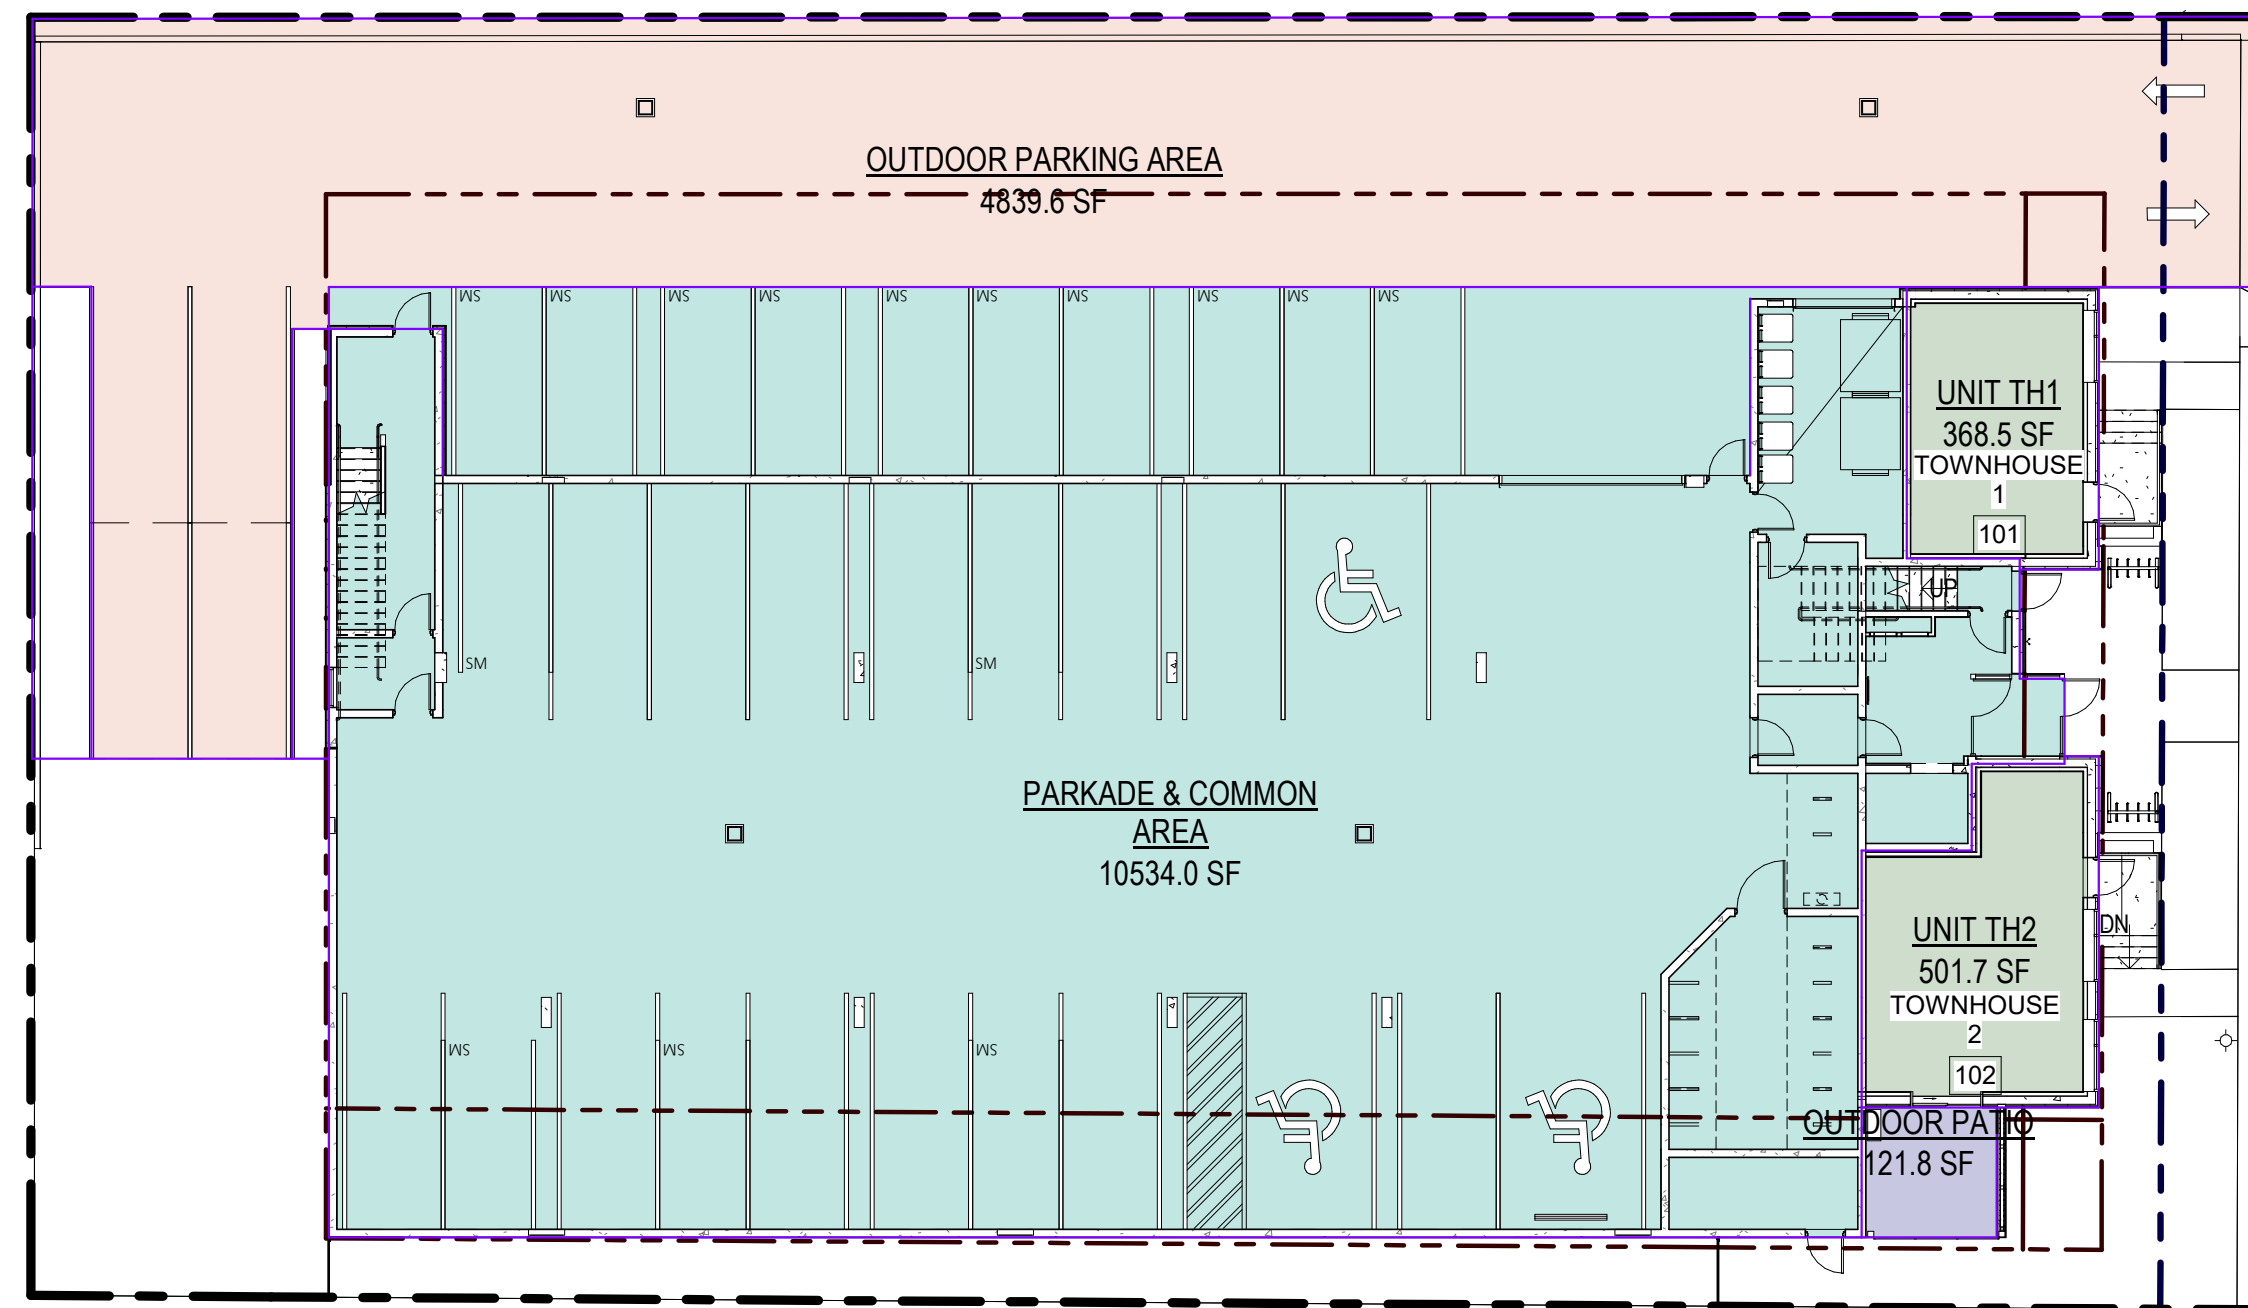 OUTDOOR PARKING AREA
4839.6 SF
SM SM SM SM SM SM SM SM SM SM
UNIT TH1
368.5 SF
TOWNHOUSE
1
101
UP
SM SM
PARKADE & COMMON
AREA
10534.0 SF
UNIT TH2
DN
501.7 SF
TOWNHOUSE
2
SM SM SM
102
OUTDOOR PATIO
121.8 SF